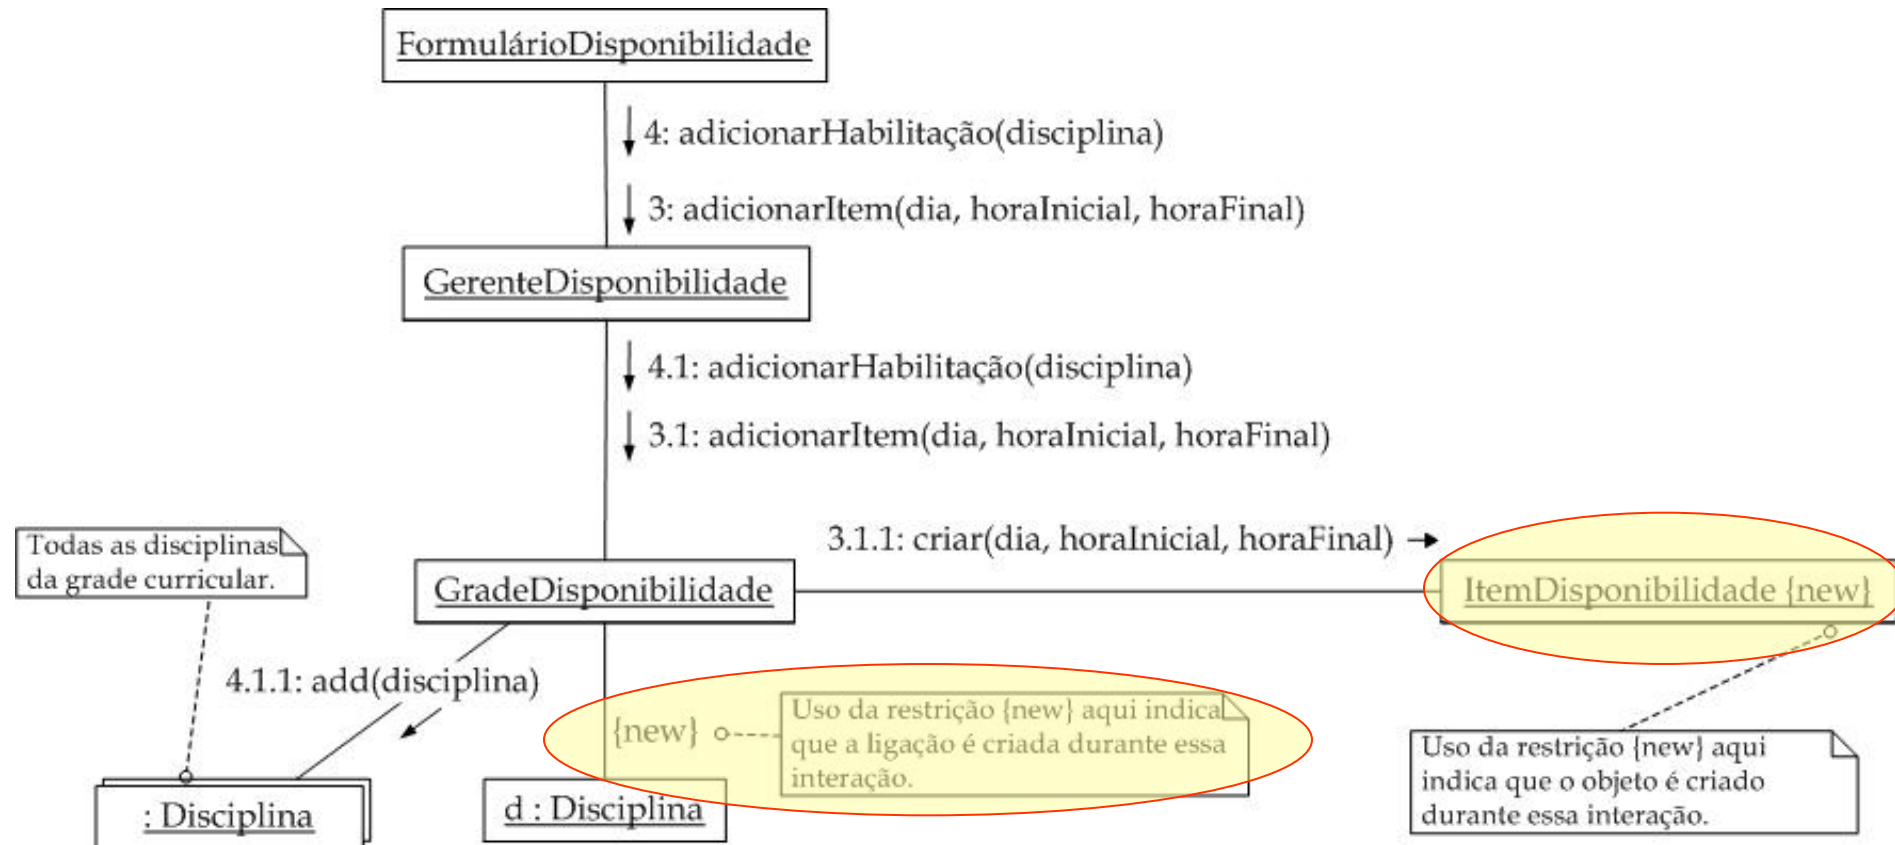 FormulárioDisponibilidade
4: adicionarHabilitação(disciplina)
3: adicionarItem(dia, horaInicial, horaFinal)
GerenteDisponibilidade
4.1: adicionarHabilitação(disciplina)
3.1: adicionarItem(dia, horaInicial, horaFinal)
Todas as disciplinas
da grade curricular.
3.1.1: criar(dia, horaInicial, horaFinal)
GradeDisponibilidade
ItemDisponibilidade {new}
4.1.1: add(disciplina)
{new}
Uso da restrição {new} aqui indica
que a ligação é criada durante essa
interação.
Uso da restrição {new} aqui
indica que o objeto é criado
durante essa interação.
: Disciplina
d : Disciplina